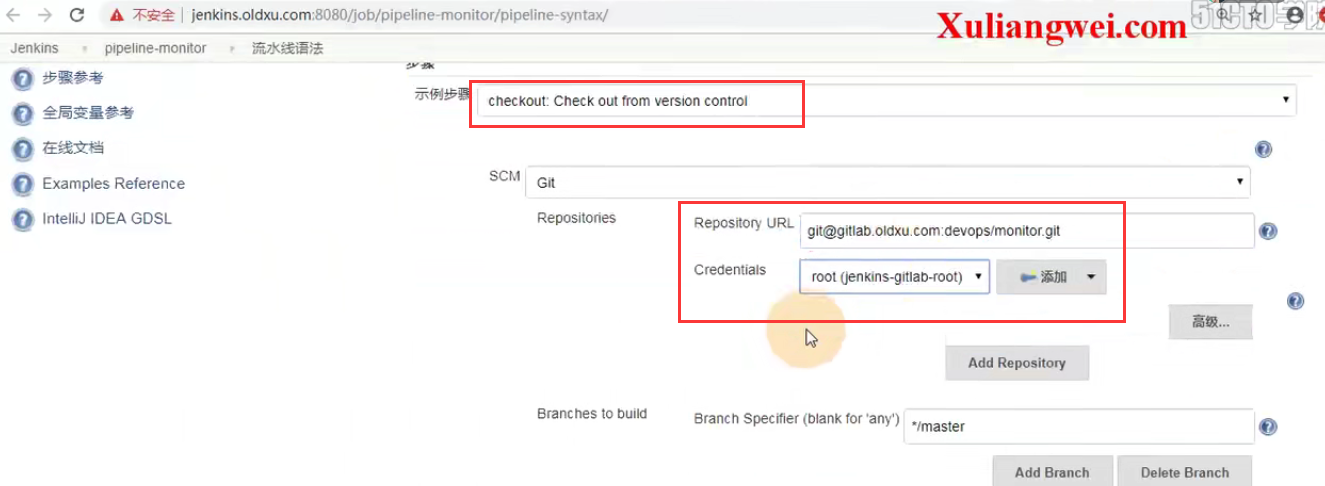 不安全 jenkins.oldxu.com:8080/job/pipeline-monitor/pipeline-syntax/
Xuliangwei.com
51CTO学院
Jenkins pipeline-monitor 流水线语法
步骤
步骤参考
示例步骤 checkout: Check out from version control
全局变量参考
在线文档
SCM Git
Examples Reference
IntelliJ IDEA GDSL
Repositories Repository URL git@gitlab.oldxu.com:devops/monitor.git
Credentials root (jenkins-gitlab-root) 添加
高级...
Add Repository
Branches to build Branch Specifier (blank for 'any') */master
Add Branch Delete Branch